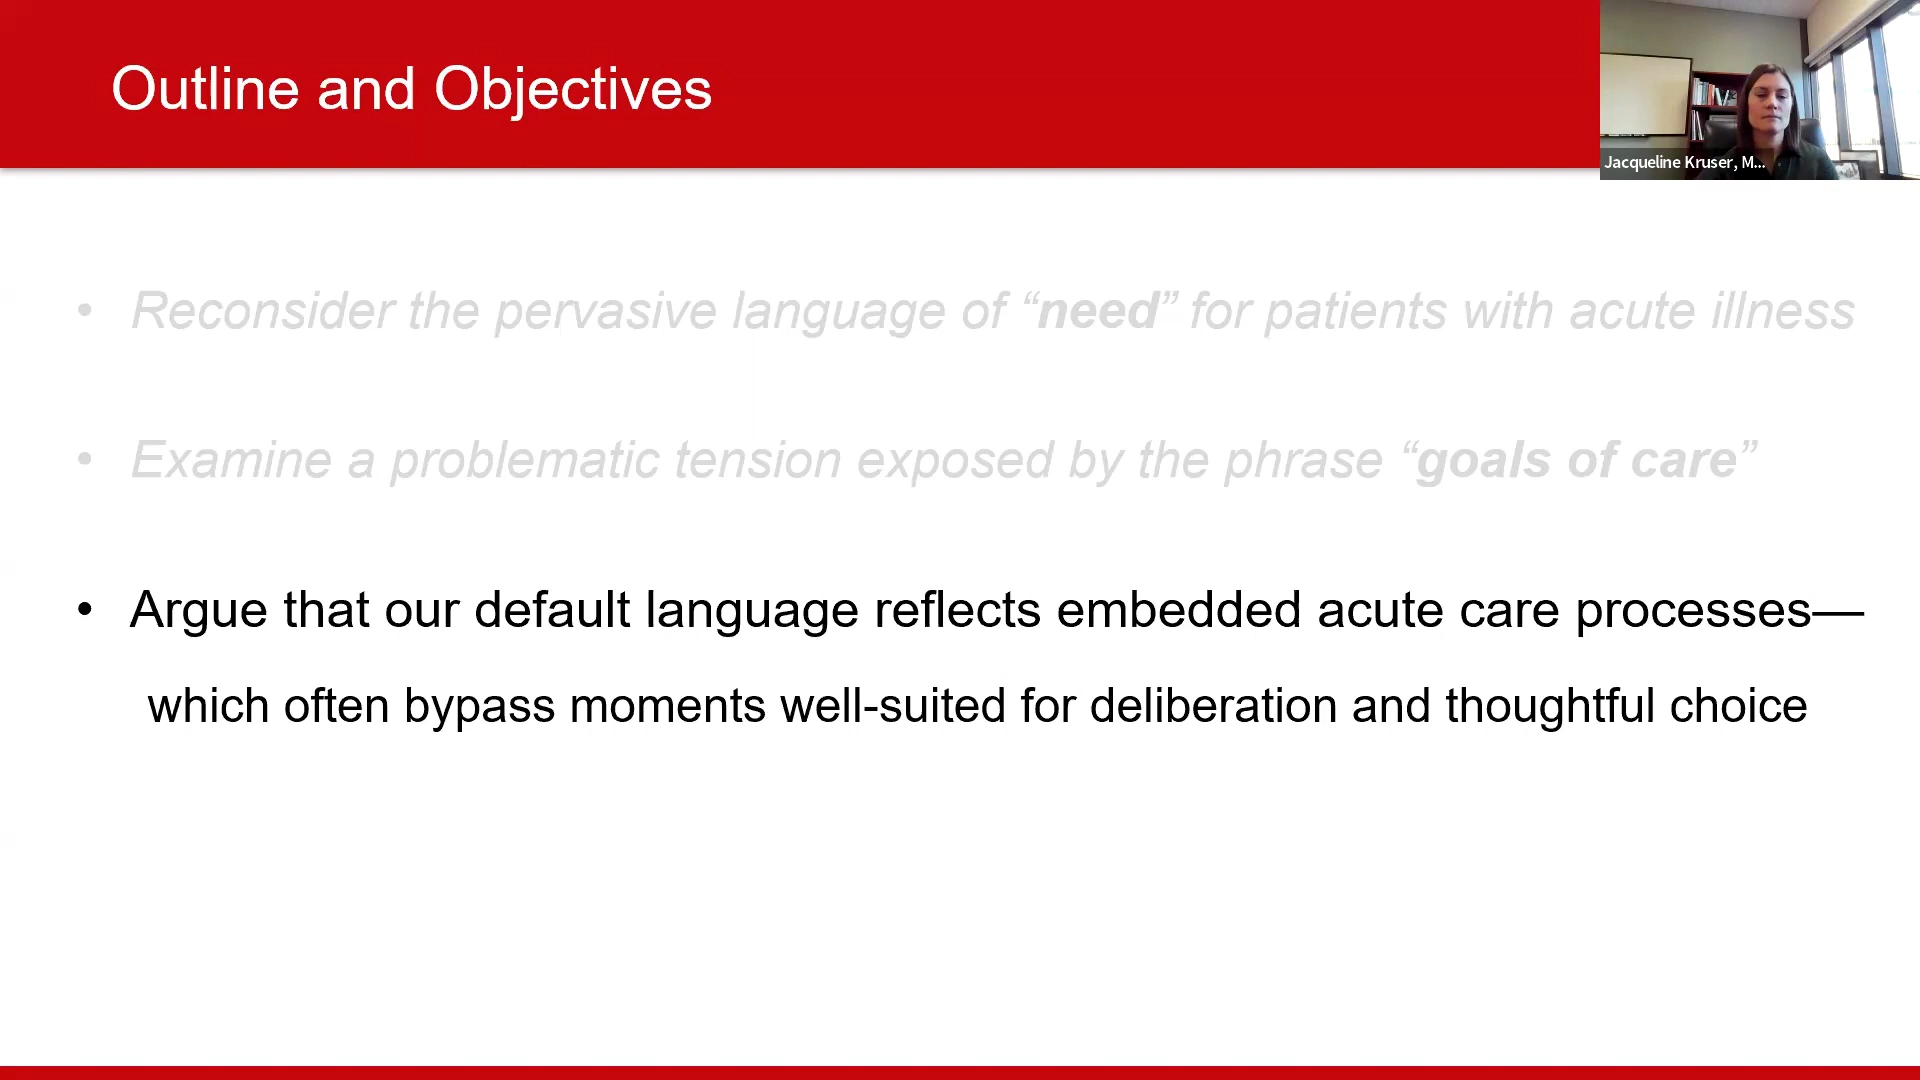 Outline and Objectives
Jacqueline Kruser, M...
• Reconsider the pervasive language of “need” for patients with acute illness
• Examine a problematic tension exposed by the phrase “goals of care”
• Argue that our default language reflects embedded acute care processes—
which often bypass moments well-suited for deliberation and thoughtful choice